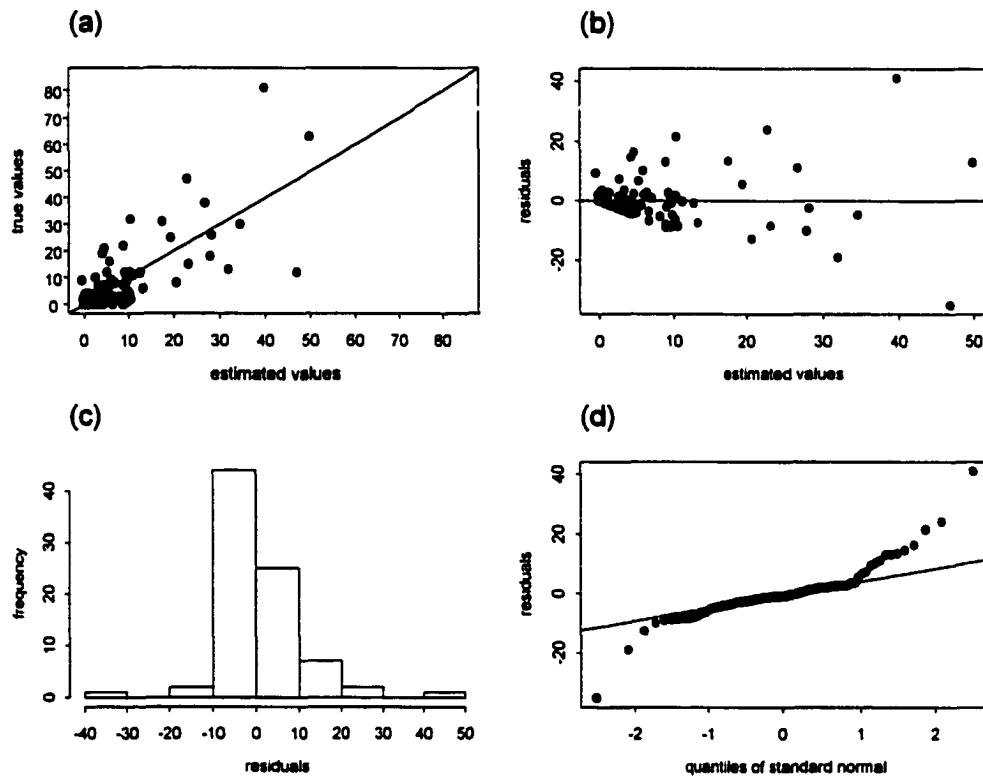 (a)
true values
80
70
60
50
40
30
20
10
0
0 10 20 30 40 50 60 70 80
estimated values
(b)
residuals
40
20
0
-20
0 10 20 30 40 50
estimated values
(c)
frequency
40
30
20
10
0
-40 -30 -20 -10 0 10 20 30 40 50
residuals
(d)
residuals
40
20
0
-20
-2 -1 0 1 2
quantiles of standard normal